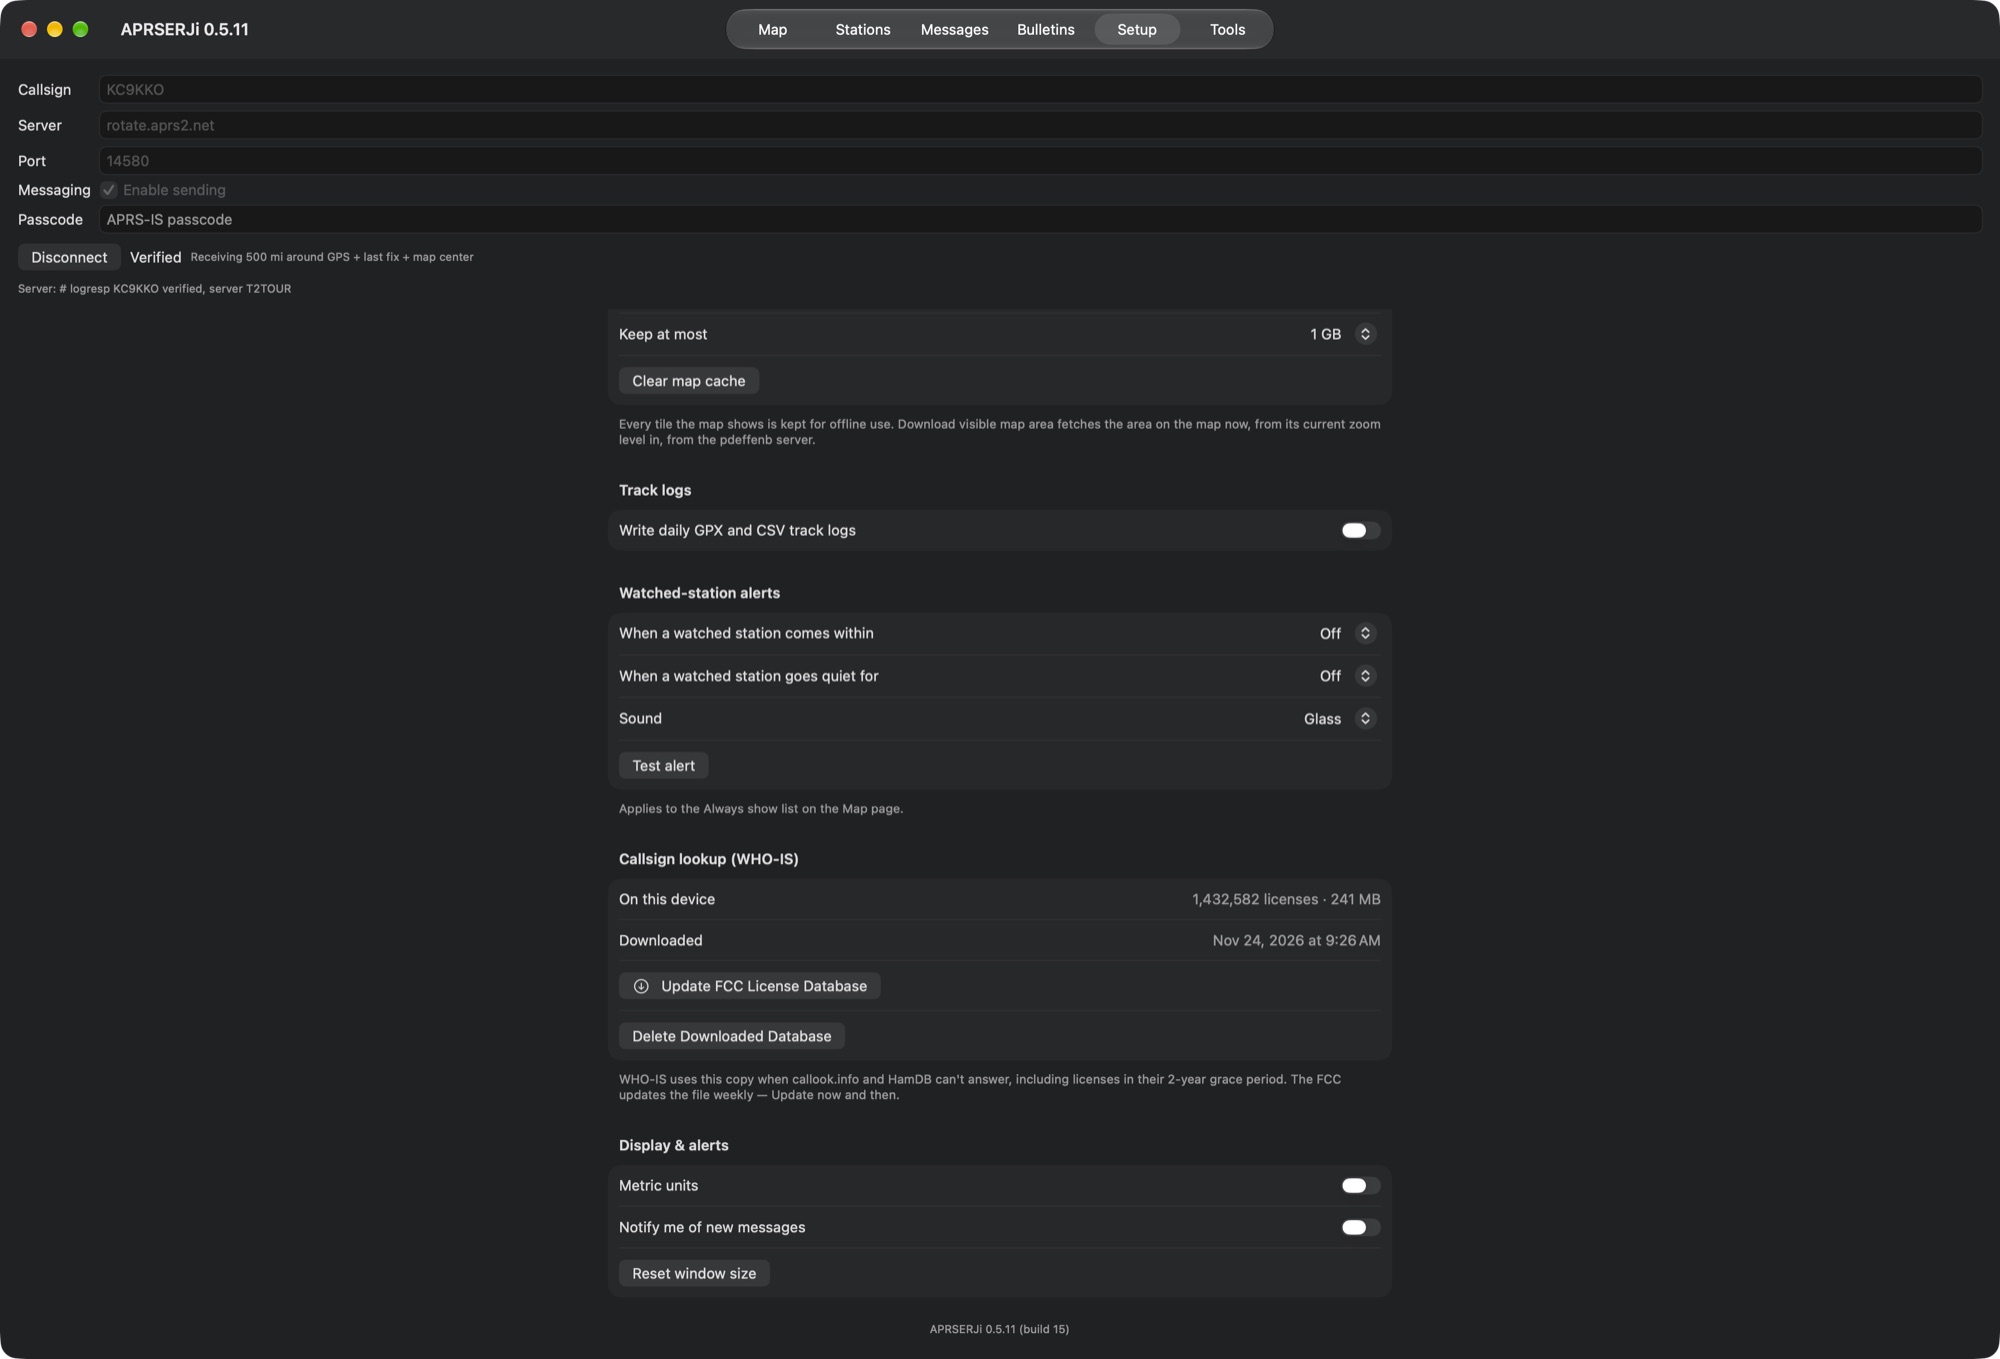 APRSERJi 0.5.11
Map Stations Messages Bulletins Setup Tools
Callsign KC9KKO
Server rotate.aprs2.net
Port 14580
Messaging Enable sending
Passcode APRS-IS passcode
Disconnect Verified Receiving 500 mi around GPS + last fix + map center
Server: # logresp KC9KKO verified, server T2TOUR
Keep at most 1 GB
Clear map cache
Every tile the map shows is kept for offline use. Download visible map area fetches the area on the map now, from its current zoom
level in, from the pdeffenb server.
Track logs
Write daily GPX and CSV track logs
Watched-station alerts
When a watched station comes within Off
When a watched station goes quiet for Off
Sound Glass
Test alert
Applies to the Always show list on the Map page.
Callsign lookup (WHO-IS)
On this device 1,432,582 licenses · 241 MB
Downloaded Nov 24, 2026 at 9:26 AM
Update FCC License Database
Delete Downloaded Database
WHO-IS uses this copy when callook.info and HamDB can't answer, including licenses in their 2-year grace period. The FCC
updates the file weekly — Update now and then.
Display & alerts
Metric units
Notify me of new messages
Reset window size
APRSERJi 0.5.11 (build 15)